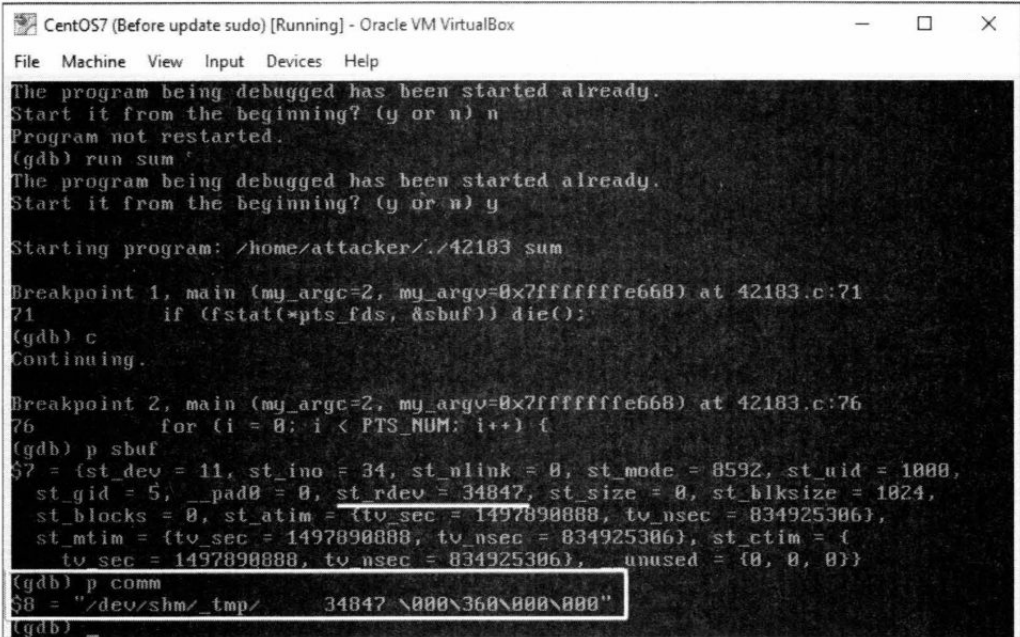 CentOS7 (Before update sudo) [Running] - Oracle VM VirtualBox
File Machine View Input Devices Help
The program being debugged has been started already.
Start it from the beginning? (y or n) n
Program not restarted.
(gdb) run sum
The program being debugged has been started already.
Start it from the beginning? (y or n) y
Starting program: /home/attacker/./42183 sum
Breakpoint 1, main (my_argc=2, my_argv=0x7fffffffe668) at 42183.c:71
71 if (fstat(*pts_fds, &sbuf)) die();
(gdb) c
Continuing.
Breakpoint 2, main (my_argc=2, my_argv=0x7fffffffe668) at 42183.c:76
76 for (i = 0; i < PTS_NUM; i++) {
(gdb) p sbuf
$7 = {st_dev = 11, st_ino = 34, st_nlink = 0, st_mode = 8592, st_uid = 1000,
st_gid = 5, __pad0 = 0, st_rdev = 34847, st_size = 0, st_blksize = 1024,
st_blocks = 0, st_atim = {tv_sec = 1497890888, tv_nsec = 834925306},
st_mtim = {tv_sec = 1497890888, tv_nsec = 834925306}, st_ctim = {
tv_sec = 1497890888, tv_nsec = 834925306}, __unused = {0, 0, 0}}
(gdb) p comm
$8 = "/dev/shm/_tmp/     34847 \000\360\000\000"
(gdb) _